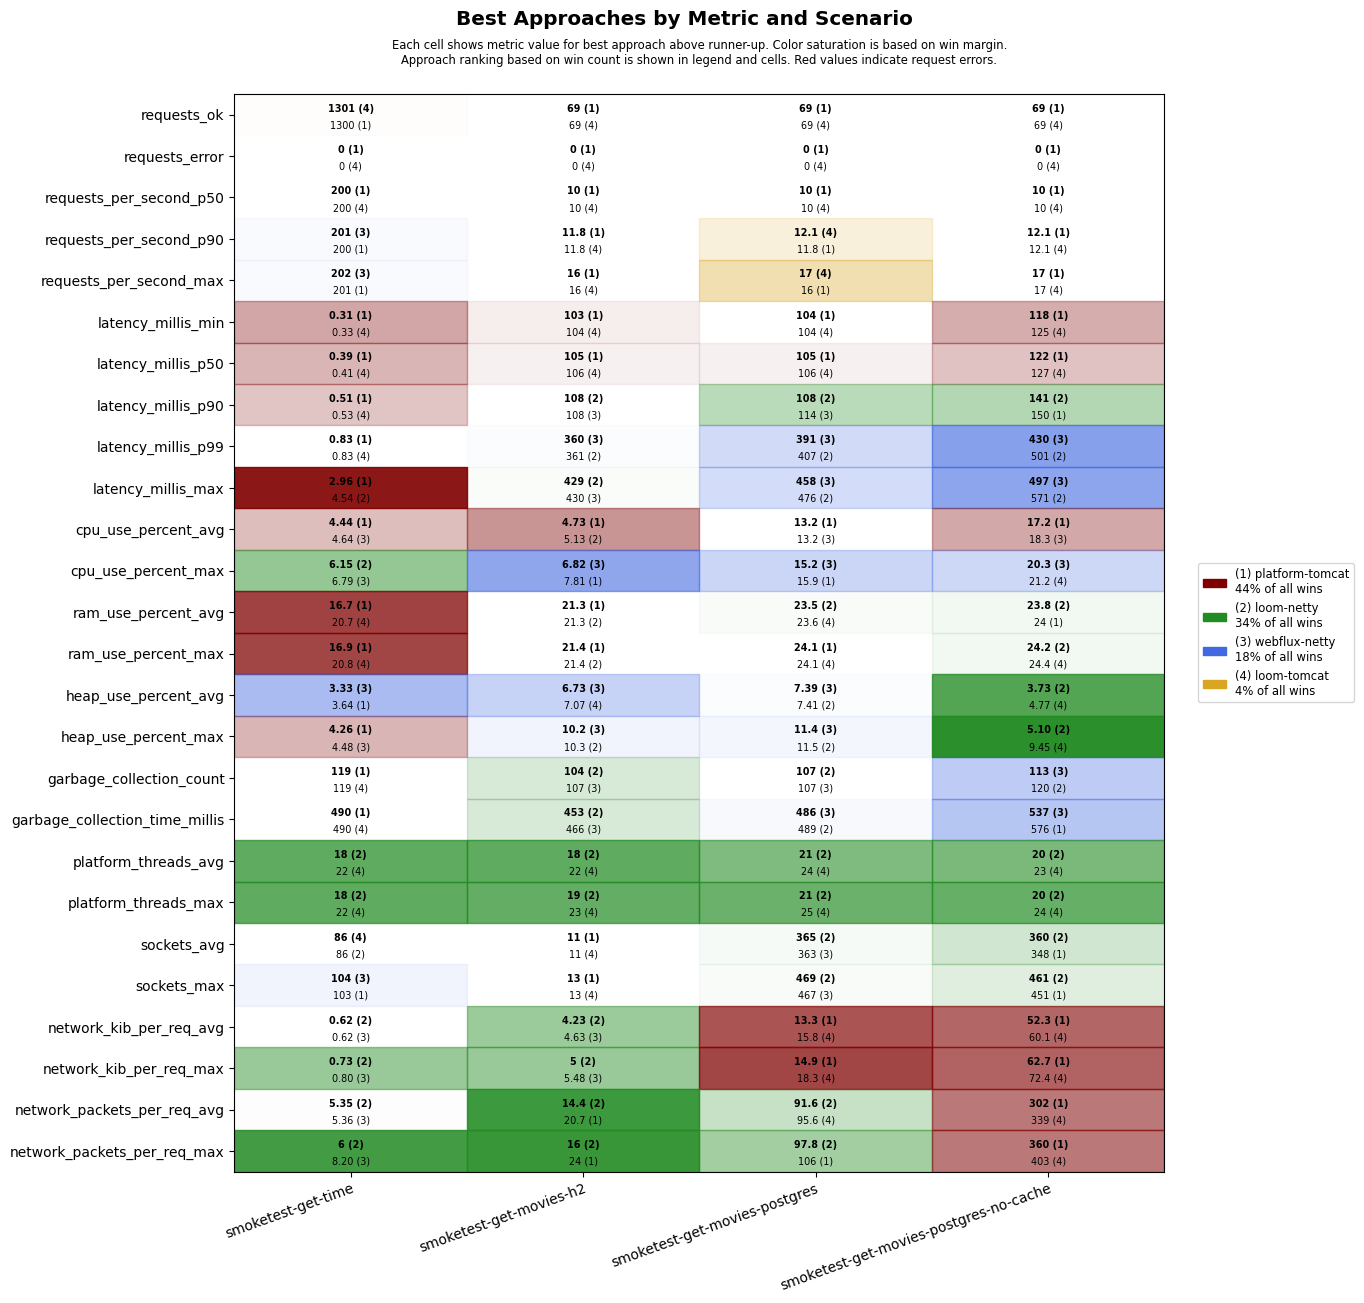 Best Approaches by Metric and Scenario
Each cell shows metric value for best approach above runner-up. Color saturation is based on win margin.
Approach ranking based on win count is shown in legend and cells. Red values indicate request errors.
requests_ok
1301 (4) 69 (1) 69 (1) 69 (1)
1300 (1) 69 (4) 69 (4) 69 (4)
requests_error
0 (1) 0 (1) 0 (1) 0 (1)
0 (4) 0 (4) 0 (4) 0 (4)
requests_per_second_p50
200 (1) 10 (1) 10 (1) 10 (1)
200 (4) 10 (4) 10 (4) 10 (4)
requests_per_second_p90
201 (3) 11.8 (1) 12.1 (4) 12.1 (1)
200 (1) 11.8 (4) 11.8 (1) 12.1 (4)
requests_per_second_max
202 (3) 16 (1) 17 (4) 17 (1)
201 (1) 16 (4) 16 (1) 17 (4)
latency_millis_min
0.31 (1) 103 (1) 104 (1) 118 (1)
0.33 (4) 104 (4) 104 (4) 125 (4)
latency_millis_p50
0.39 (1) 105 (1) 105 (1) 122 (1)
0.41 (4) 106 (4) 106 (4) 127 (4)
latency_millis_p90
0.51 (1) 108 (2) 108 (2) 141 (2)
0.53 (4) 108 (3) 114 (3) 150 (1)
latency_millis_p99
0.83 (1) 360 (3) 391 (3) 430 (3)
0.83 (4) 361 (2) 407 (2) 501 (2)
latency_millis_max
2.96 (1) 429 (2) 458 (3) 497 (3)
4.54 (2) 430 (3) 476 (2) 571 (2)
cpu_use_percent_avg
4.44 (1) 4.73 (1) 13.2 (1) 17.2 (1)
4.64 (3) 5.13 (2) 13.2 (3) 18.3 (3)
cpu_use_percent_max
6.15 (2) 6.82 (3) 15.2 (3) 20.3 (3)
6.79 (3) 7.81 (1) 15.9 (1) 21.2 (4)
ram_use_percent_avg
16.7 (1) 21.3 (1) 23.5 (2) 23.8 (2)
20.7 (4) 21.3 (2) 23.6 (4) 24 (1)
ram_use_percent_max
16.9 (1) 21.4 (1) 24.1 (1) 24.2 (2)
20.8 (4) 21.4 (2) 24.1 (4) 24.4 (4)
heap_use_percent_avg
3.33 (3) 6.73 (3) 7.39 (3) 3.73 (2)
3.64 (1) 7.07 (4) 7.41 (2) 4.77 (4)
heap_use_percent_max
4.26 (1) 10.2 (3) 11.4 (3) 5.10 (2)
4.48 (3) 10.3 (2) 11.5 (2) 9.45 (4)
garbage_collection_count
119 (1) 104 (2) 107 (2) 113 (3)
119 (4) 107 (3) 107 (3) 120 (2)
garbage_collection_time_millis
490 (1) 453 (2) 486 (3) 537 (3)
490 (4) 466 (3) 489 (2) 576 (1)
platform_threads_avg
18 (2) 18 (2) 21 (2) 20 (2)
22 (4) 22 (4) 24 (4) 23 (4)
platform_threads_max
18 (2) 19 (2) 21 (2) 20 (2)
22 (4) 23 (4) 25 (4) 24 (4)
sockets_avg
86 (4) 11 (1) 365 (2) 360 (2)
86 (2) 11 (4) 363 (3) 348 (1)
sockets_max
104 (3) 13 (1) 469 (2) 461 (2)
103 (1) 13 (4) 467 (3) 451 (1)
network_kib_per_req_avg
0.62 (2) 4.23 (2) 13.3 (1) 52.3 (1)
0.62 (3) 4.63 (3) 15.8 (4) 60.1 (4)
network_kib_per_req_max
0.73 (2) 5 (2) 14.9 (1) 62.7 (1)
0.80 (3) 5.48 (3) 18.3 (4) 72.4 (4)
network_packets_per_req_avg
5.35 (2) 14.4 (2) 91.6 (2) 302 (1)
5.36 (3) 20.7 (1) 95.6 (4) 339 (4)
network_packets_per_req_max
6 (2) 16 (2) 97.8 (2) 360 (1)
8.20 (3) 24 (1) 106 (1) 403 (4)
smoketest-get-time
smoketest-get-movies-h2
smoketest-get-movies-postgres
smoketest-get-movies-postgres-no-cache
(1) platform-tomcat
44% of all wins
(2) loom-netty
34% of all wins
(3) webflux-netty
18% of all wins
(4) loom-tomcat
4% of all wins